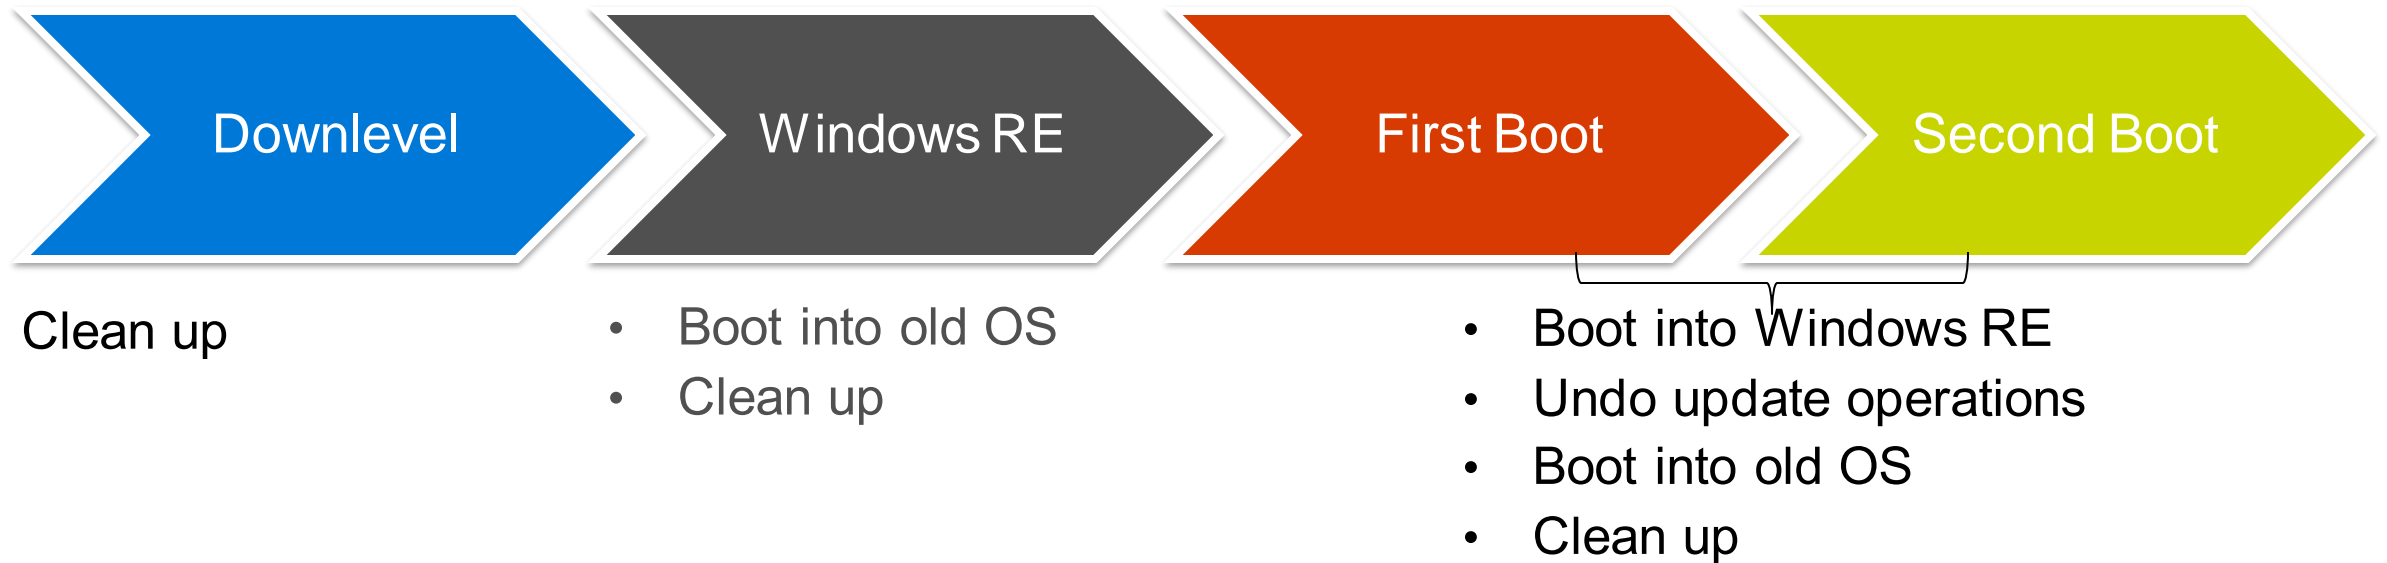 Downlevel
Windows RE
First Boot
Second Boot
Clean up
• Boot into old OS
• Clean up
• Boot into Windows RE
• Undo update operations
• Boot into old OS
• Clean up